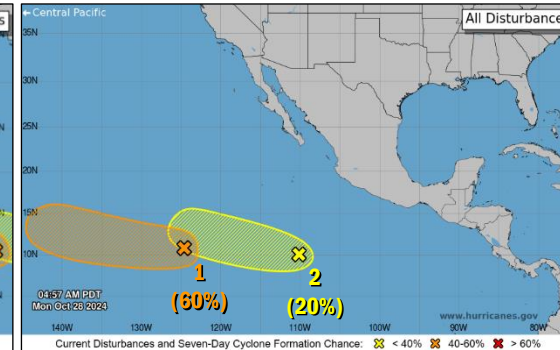 s
Central Pacific
All Disturbance
35N
30N
25N
20N
15N
10N
1
(60%)
2
(20%)
04:57 AM PDT
Mon Oct 28 2024
www.hurricanes.gov
140W 130W 120W 110W 100W 90W 80W
Current Disturbances and Seven-Day Cyclone Formation Chance: < 40% 40-60% > 60%